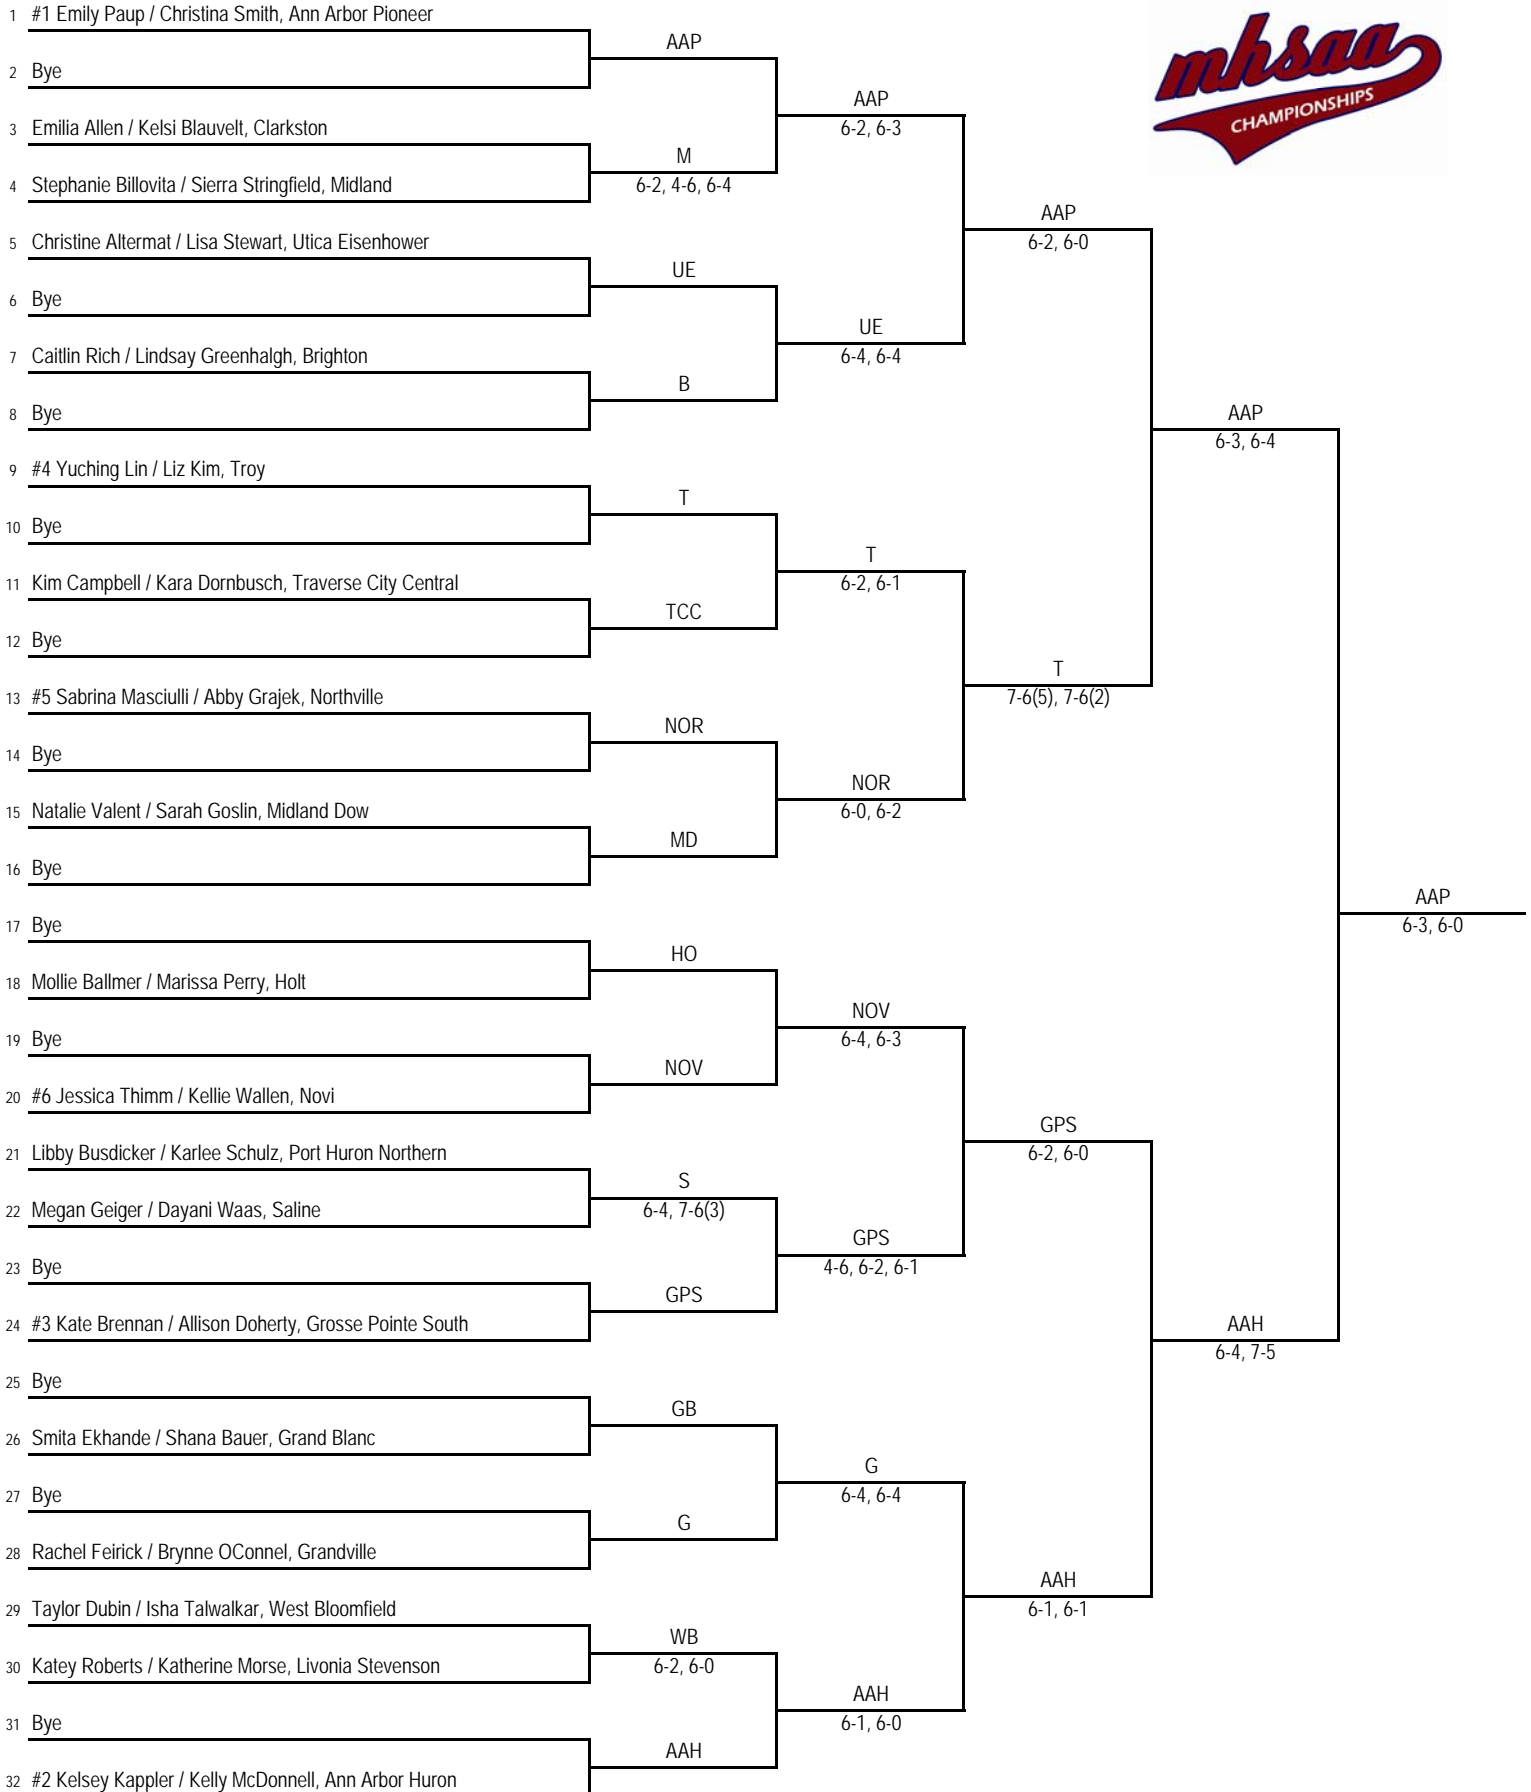 1 #1 Emily Paup / Christina Smith, Ann Arbor Pioneer
mhsaa
CHAMPIONSHIPS
AAP
2 Bye
AAP
6-2, 6-3
3 Emilia Allen / Kelsi Blauvelt, Clarkston
M
6-2, 4-6, 6-4
4 Stephanie Billovita / Sierra Stringfield, Midland
AAP
6-2, 6-0
5 Christine Altermat / Lisa Stewart, Utica Eisenhower
UE
6 Bye
UE
6-4, 6-4
7 Caitlin Rich / Lindsay Greenhalgh, Brighton
B
8 Bye
AAP
6-3, 6-4
9 #4 Yuching Lin / Liz Kim, Troy
T
10 Bye
T
6-2, 6-1
11 Kim Campbell / Kara Dornbusch, Traverse City Central
TCC
12 Bye
T
7-6(5), 7-6(2)
13 #5 Sabrina Masciulli / Abby Grajek, Northville
NOR
14 Bye
NOR
6-0, 6-2
15 Natalie Valent / Sarah Goslin, Midland Dow
MD
16 Bye
AAP
6-3, 6-0
17 Bye
HO
18 Mollie Ballmer / Marissa Perry, Holt
NOV
6-4, 6-3
19 Bye
NOV
20 #6 Jessica Thimm / Kellie Wallen, Novi
GPS
6-2, 6-0
21 Libby Busdicker / Karlee Schulz, Port Huron Northern
S
6-4, 7-6(3)
22 Megan Geiger / Dayani Waas, Saline
GPS
4-6, 6-2, 6-1
23 Bye
GPS
24 #3 Kate Brennan / Allison Doherty, Grosse Pointe South
AAH
6-4, 7-5
25 Bye
GB
26 Smita Ekhande / Shana Bauer, Grand Blanc
G
6-4, 6-4
27 Bye
G
28 Rachel Feirick / Brynne OConnel, Grandville
AAH
6-1, 6-1
29 Taylor Dubin / Isha Talwalkar, West Bloomfield
WB
6-2, 6-0
30 Katey Roberts / Katherine Morse, Livonia Stevenson
AAH
6-1, 6-0
31 Bye
AAH
32 #2 Kelsey Kappler / Kelly McDonnell, Ann Arbor Huron